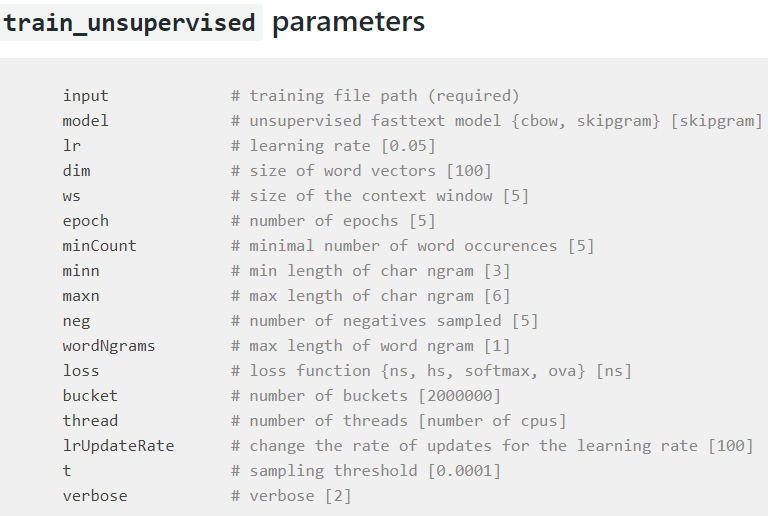 train_unsupervised parameters
input # training file path (required)
model # unsupervised fasttext model {cbow, skipgram} [skipgram]
lr # learning rate [0.05]
dim # size of word vectors [100]
ws # size of the context window [5]
epoch # number of epochs [5]
minCount # minimal number of word occurences [5]
minn # min length of char ngram [3]
maxn # max length of char ngram [6]
neg # number of negatives sampled [5]
wordNgrams # max length of word ngram [1]
loss # loss function {ns, hs, softmax, ova} [ns]
bucket # number of buckets [2000000]
thread # number of threads [number of cpus]
lrUpdateRate # change the rate of updates for the learning rate [100]
t # sampling threshold [0.0001]
verbose # verbose [2]